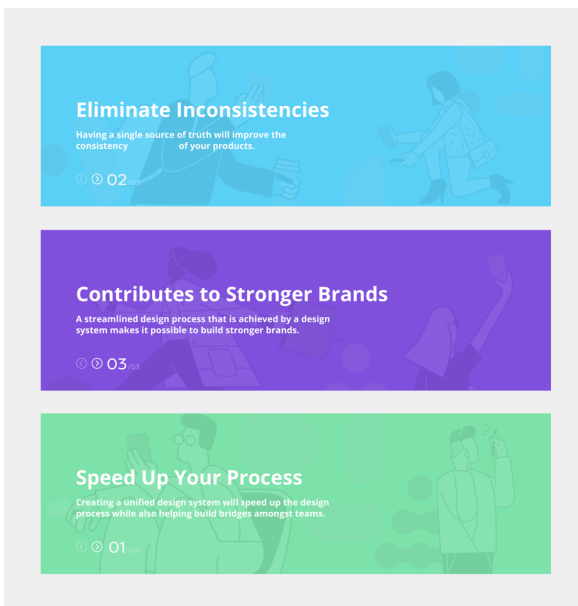 Eliminate Inconsistencies
Having a single source of truth will improve the
consistency of your products.
02/03
Contributes to Stronger Brands
A streamlined design process that is achieved by a design
system makes it possible to build stronger brands.
03/03
Speed Up Your Process
Creating a unified design system will speed up the design
process while also helping build bridges amongst teams.
01/03